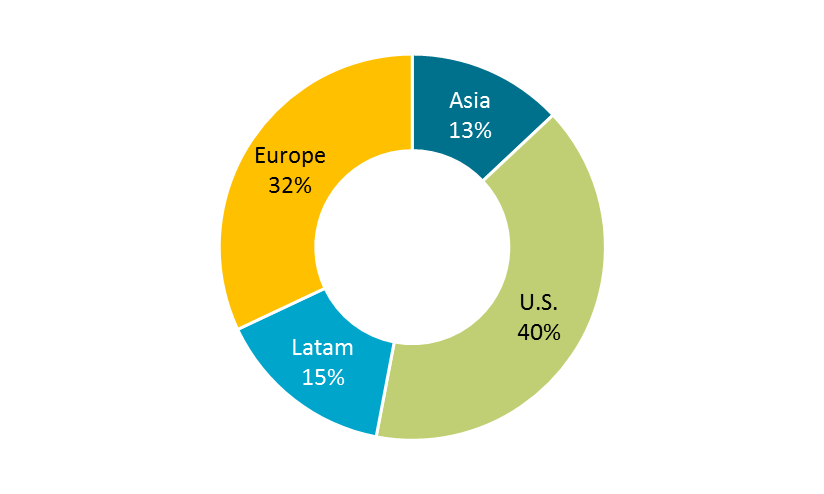 Asia
13%
Europe
32%
U.S.
40%
Latam
15%